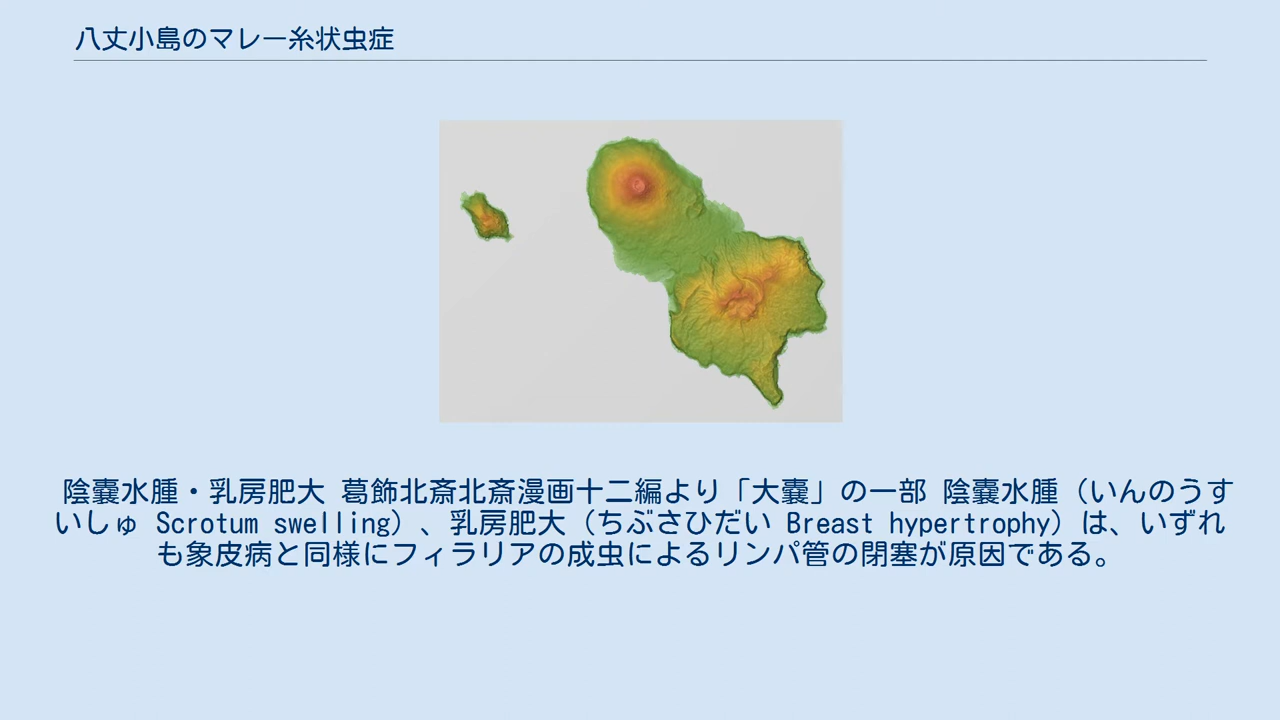 八丈小島のマレー糸状虫症
陰嚢水腫・乳房肥大 葛飾北斎北斎漫画十二編より「大嚢」の一部 陰嚢水腫（いんのうす
いしゅ Scrotum swelling）、乳房肥大（ちぶさひだい Breast hypertrophy）は、いずれ
も象皮病と同様にフィラリアの成虫によるリンパ管の閉塞が原因である。